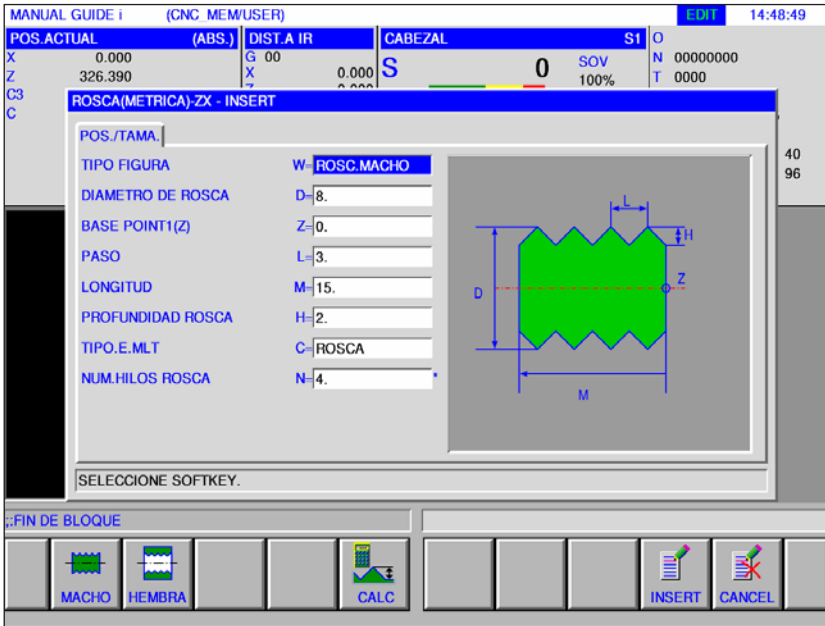 MANUAL GUIDE i (CNC_MEM/USER) EDIT 14:48:49
POS.ACTUAL (ABS.) DIST.A IR CABEZAL S1 O
X 0.000 G 00 S 0 SOV N 00000000
Z 326.390 X 0.000 100% T 0000
C3 Z 0.000
C
ROSCA(METRICA)-ZX - INSERT
POS./TAMA.
TIPO FIGURA W= ROSC.MACHO
40
DIAMETRO DE ROSCA D= 8.
96
BASE POINT1(Z) Z= 0.
PASO L= 3.
LONGITUD M= 15.
PROFUNDIDAD ROSCA H= 2.
TIPO.E.MLT C= ROSCA
NUM.HILOS ROSCA N= 4. *
L
H
Z
D
M
SELECCIONE SOFTKEY.
;:FIN DE BLOQUE
MACHO HEMBRA CALC INSERT CANCEL